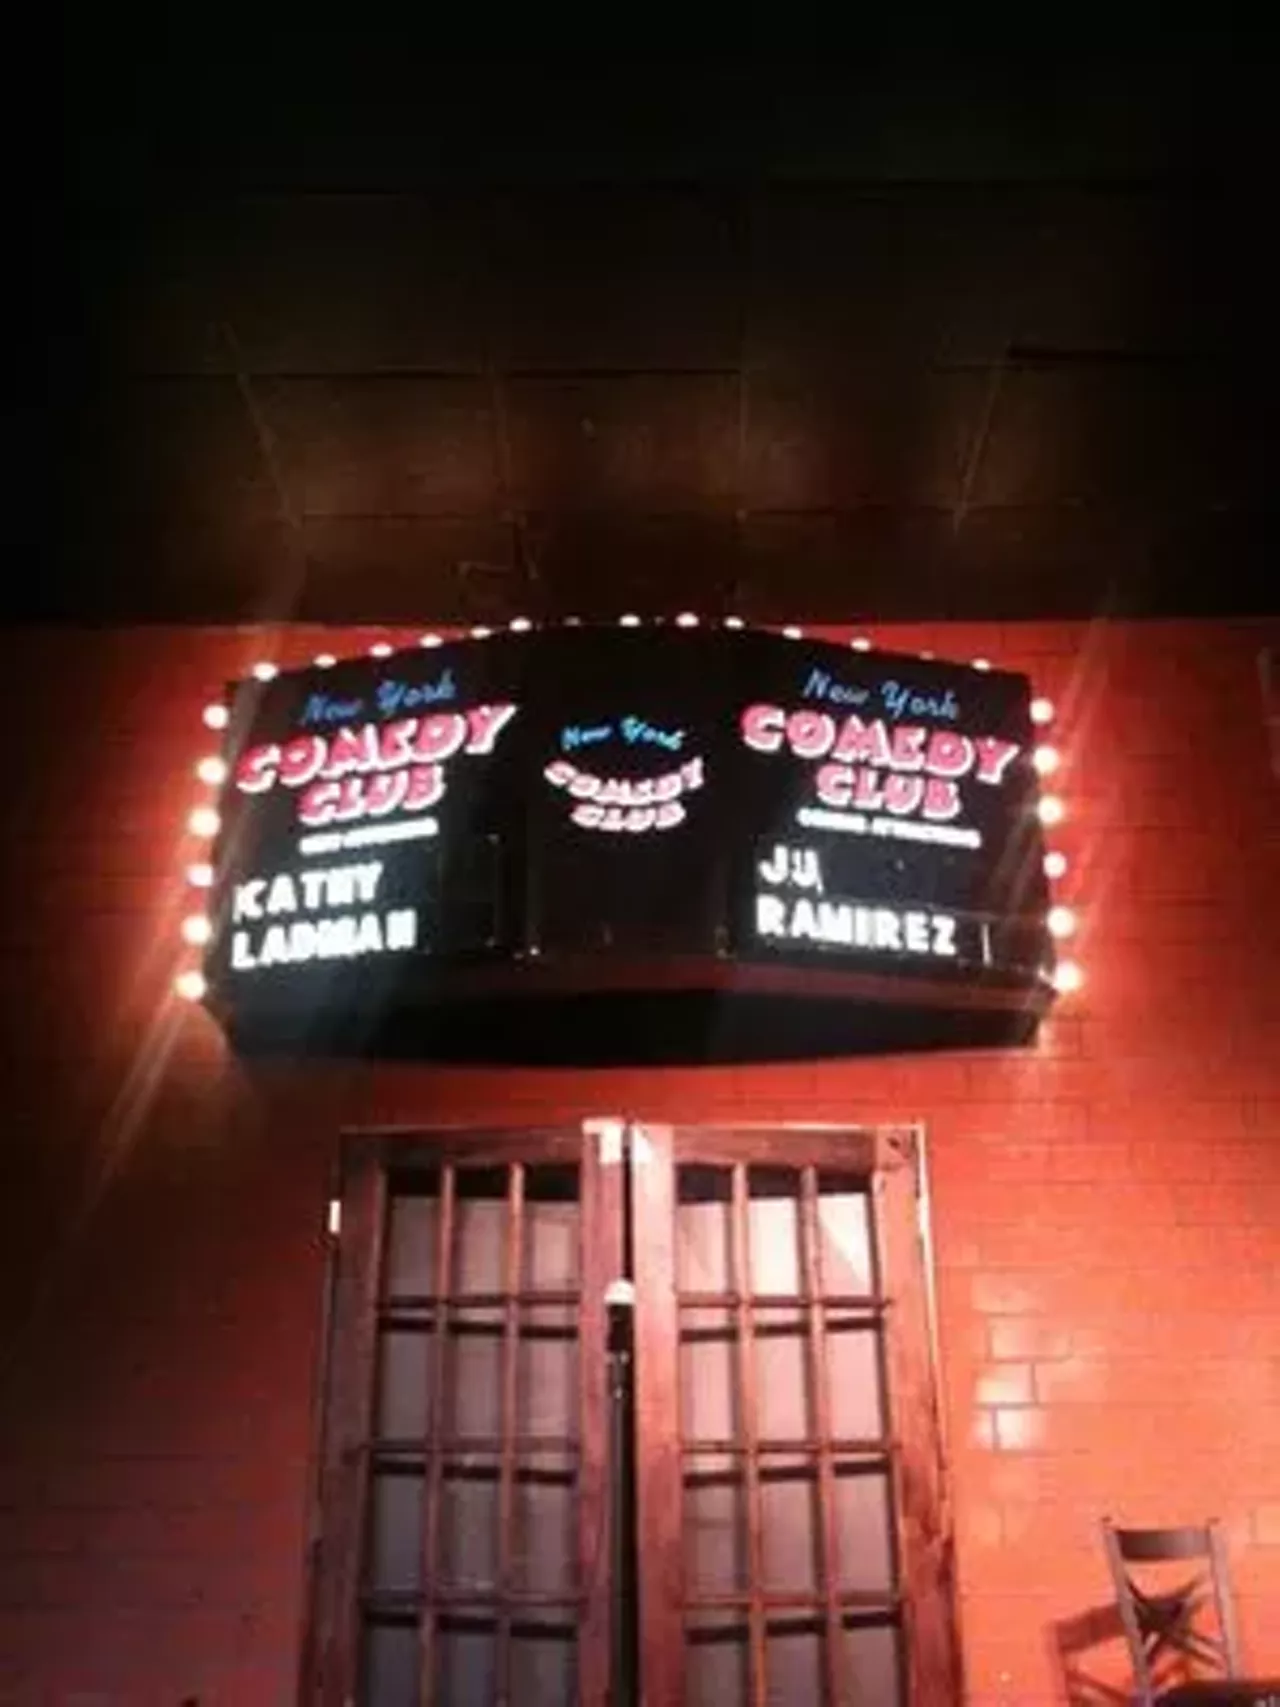 New York
COMEDY
CLUB
KATHY
LADMAN
New York
COMEDY
CLUB
New York
COMEDY
CLUB
RAMIREZ